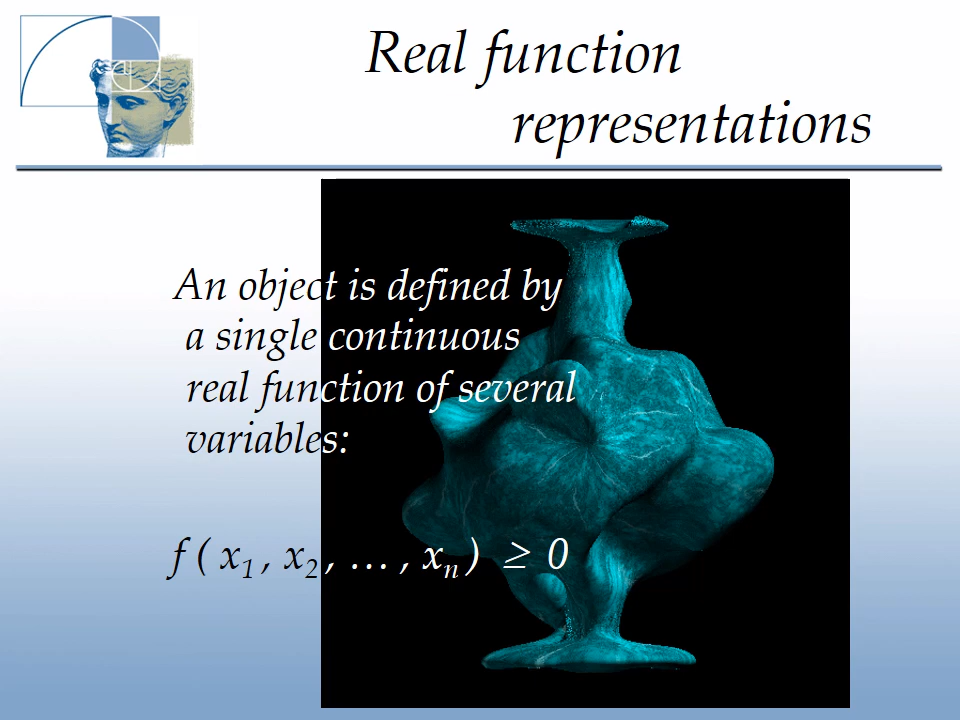 Real function
representations
An object is defined by
a single continuous
real function of several
variables:
f ( x₁ , x₂ , … , xₙ ) ≥ 0